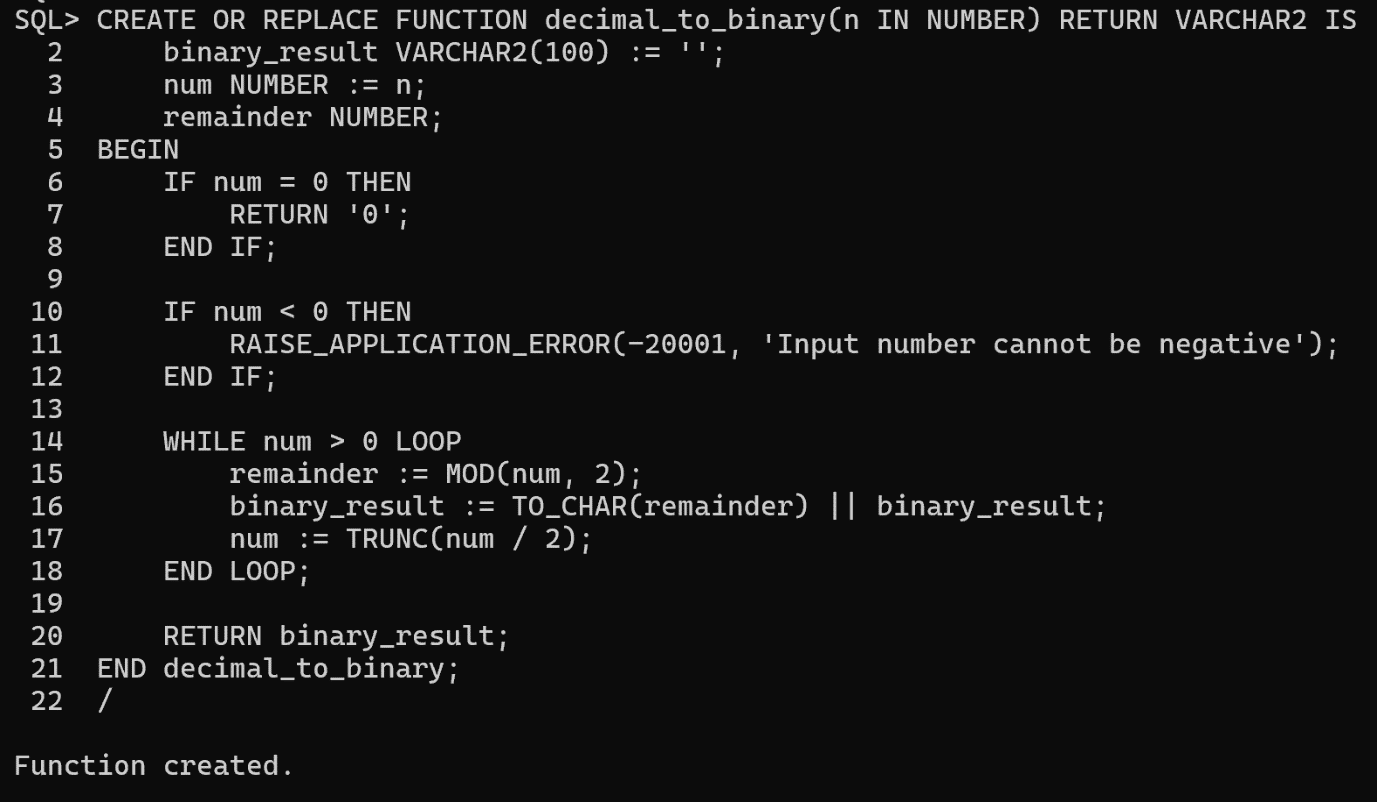 SQL> CREATE OR REPLACE FUNCTION decimal_to_binary(n IN NUMBER) RETURN VARCHAR2 IS
  2      binary_result VARCHAR2(100) := '';
  3      num NUMBER := n;
  4      remainder NUMBER;
  5  BEGIN
  6      IF num = 0 THEN
  7          RETURN '0';
  8      END IF;
  9
 10      IF num < 0 THEN
 11          RAISE_APPLICATION_ERROR(-20001, 'Input number cannot be negative');
 12      END IF;
 13
 14      WHILE num > 0 LOOP
 15          remainder := MOD(num, 2);
 16          binary_result := TO_CHAR(remainder) || binary_result;
 17          num := TRUNC(num / 2);
 18      END LOOP;
 19
 20      RETURN binary_result;
 21  END decimal_to_binary;
 22  /

Function created.